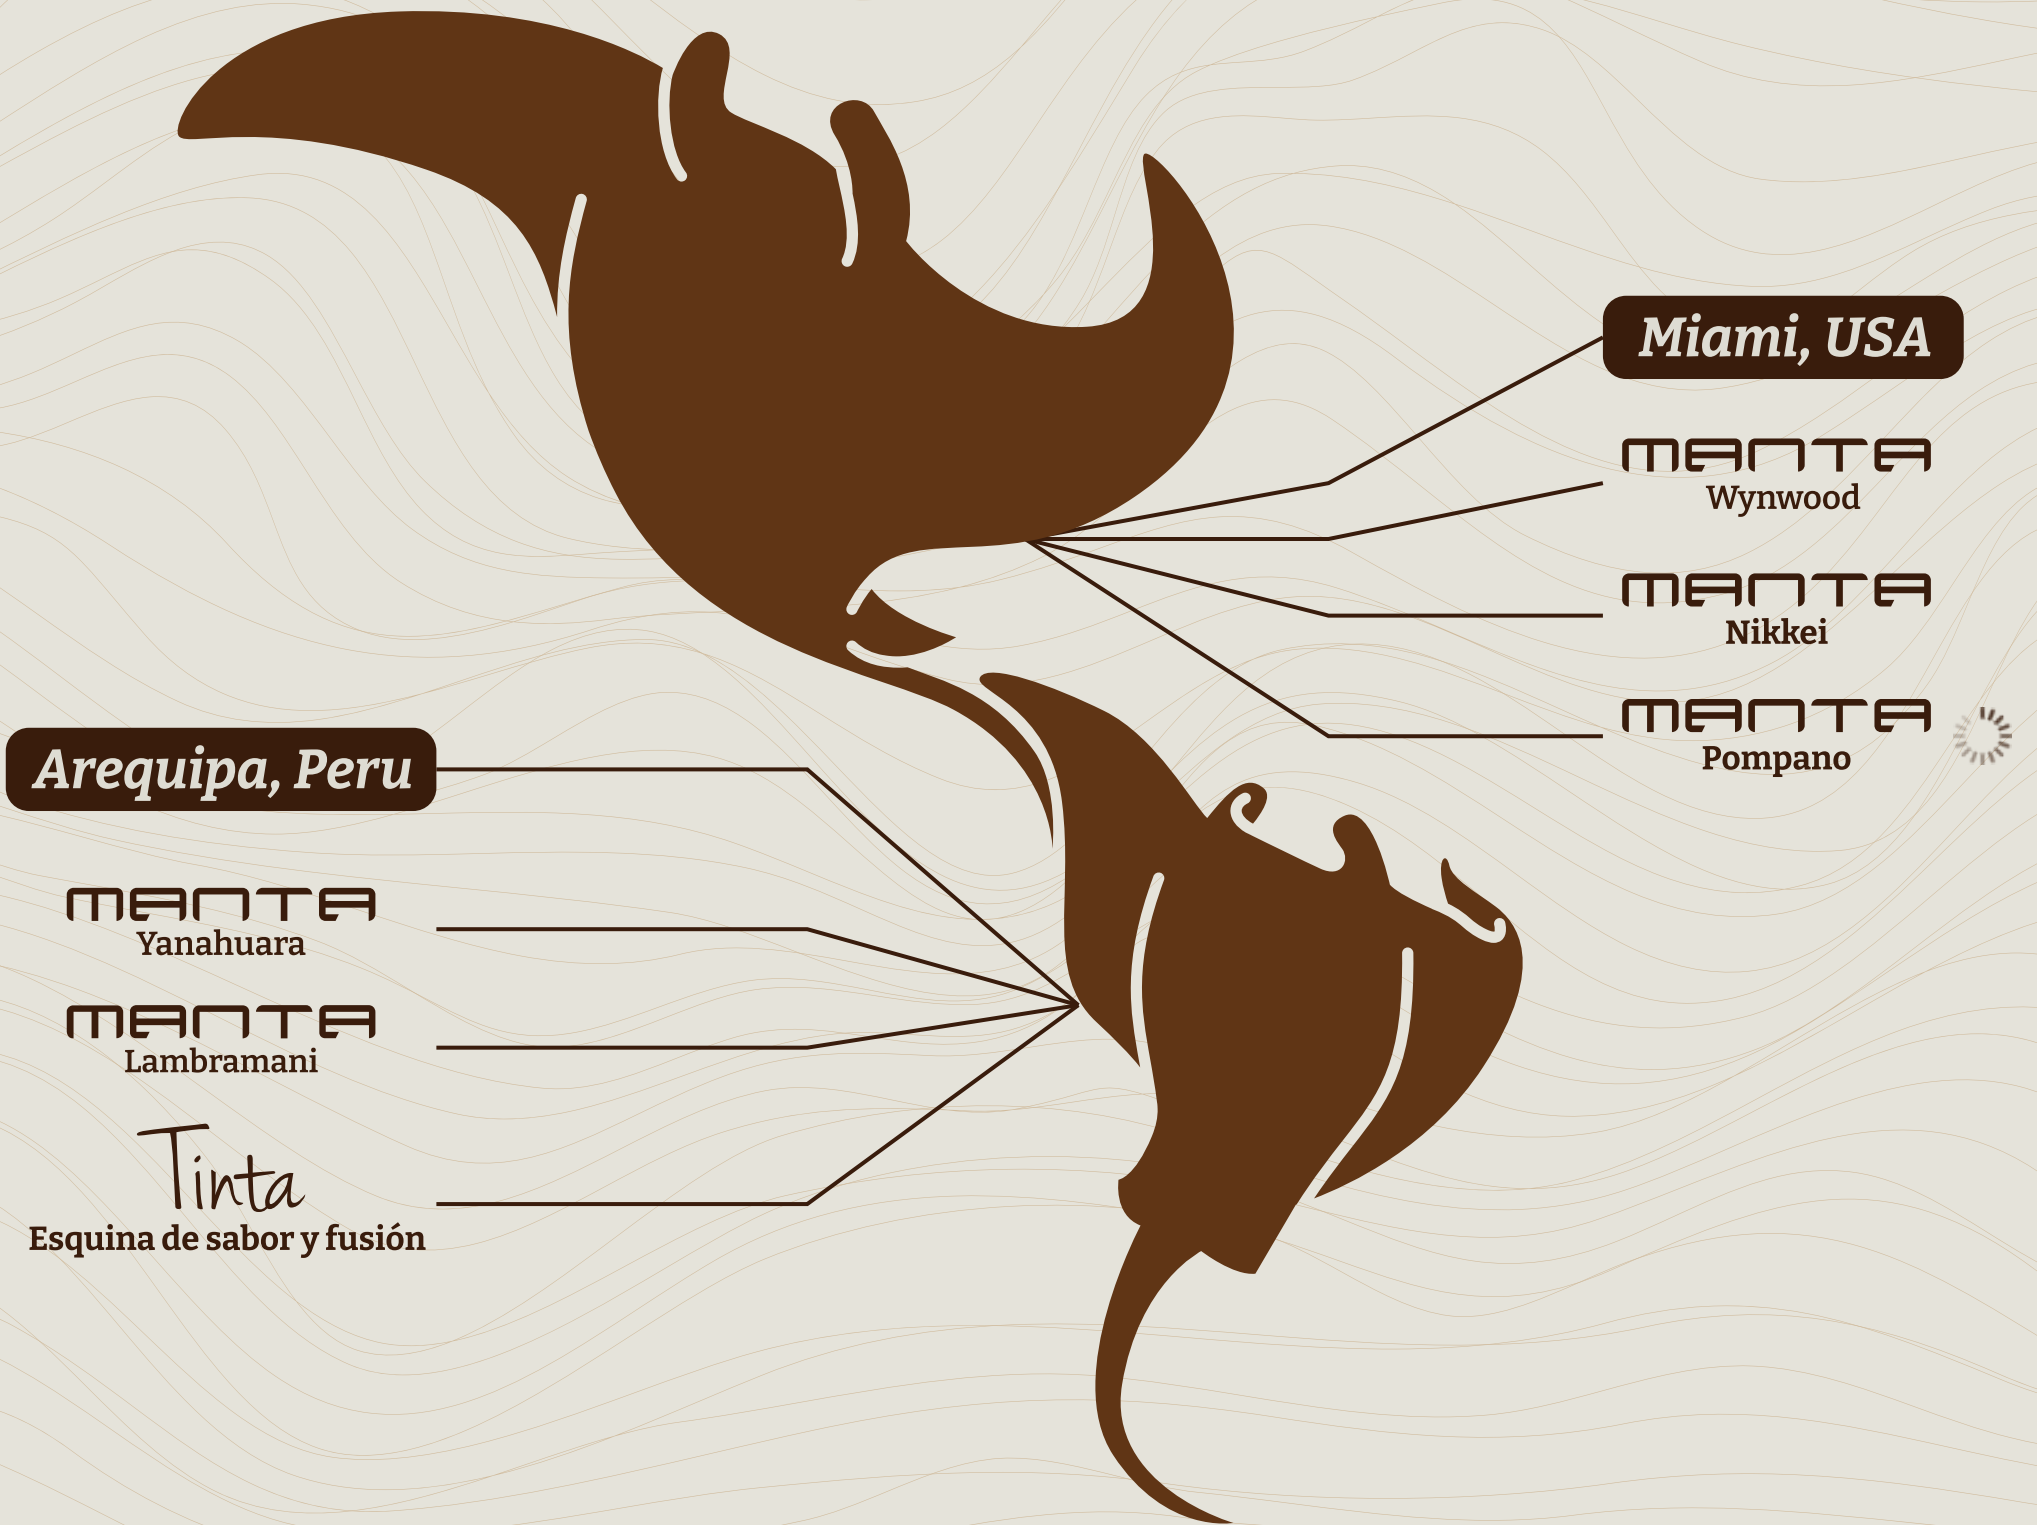 Miami, USA
MANTA
Wynwood
MANTA
Nikkei
MANTA
Pompano
Arequipa, Peru
MANTA
Yanahuara
MANTA
Lambramani
Tinta
Esquina de sabor y fusión